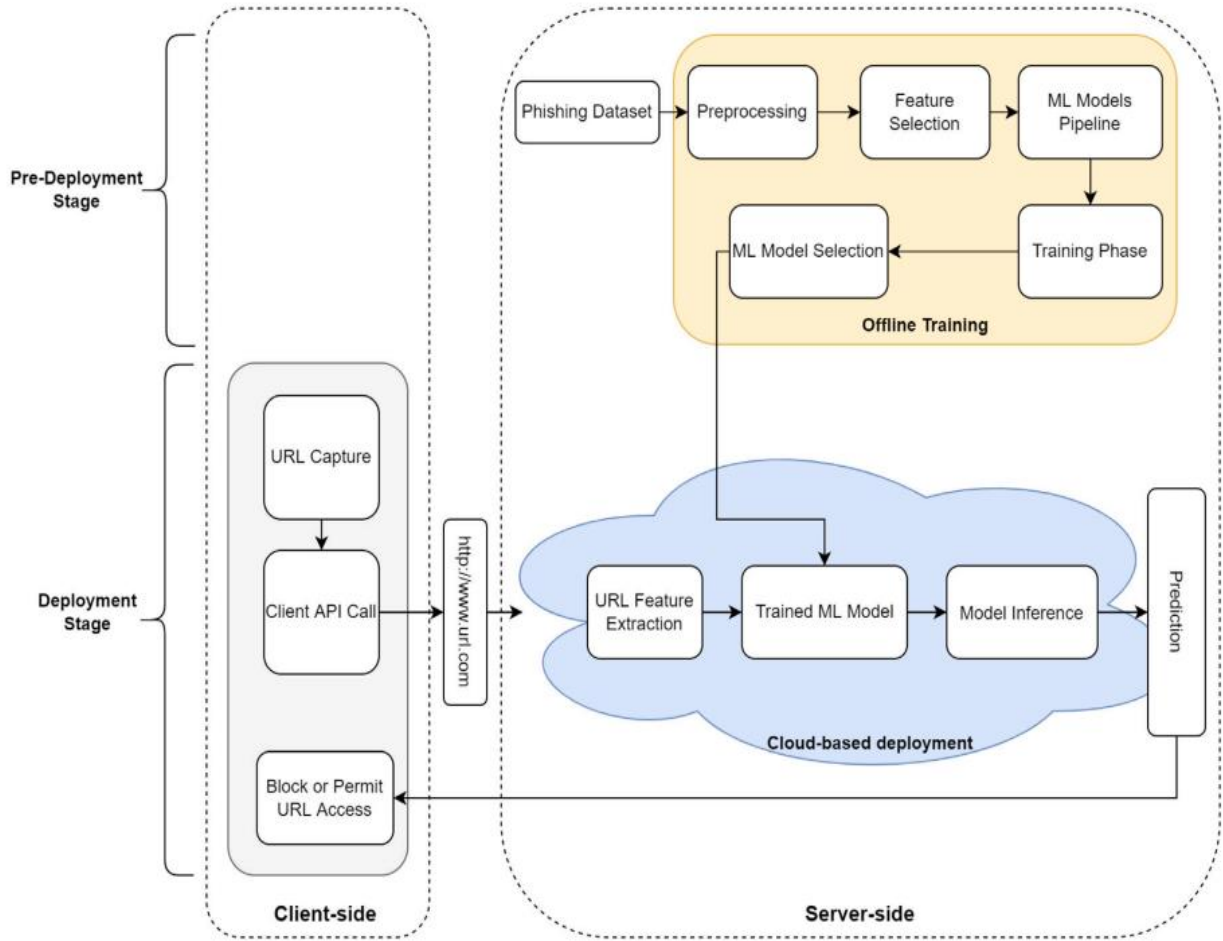 Phishing Dataset
Preprocessing
Feature
Selection
ML Models
Pipeline
Pre-Deployment
Stage
ML Model Selection
Training Phase
Offline Training
URL Capture
Deployment
Stage
Client API Call
http://www.url.com
URL Feature
Extraction
Trained ML Model
Model Inference
Prediction
Cloud-based deployment
Block or Permit
URL Access
Client-side
Server-side